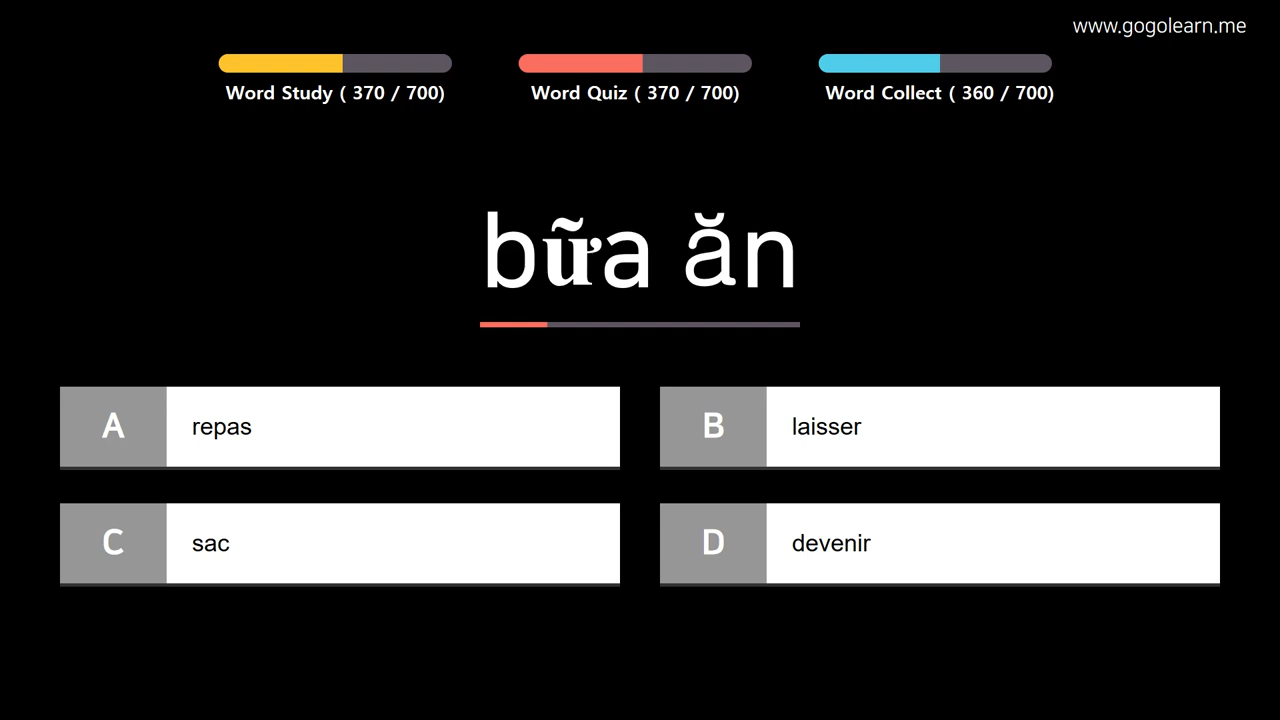 www.gogolearn.me
Word Study ( 370 / 700)
Word Quiz ( 370 / 700)
Word Collect ( 360 / 700)
bữa ăn
A repas
B laisser
C sac
D devenir